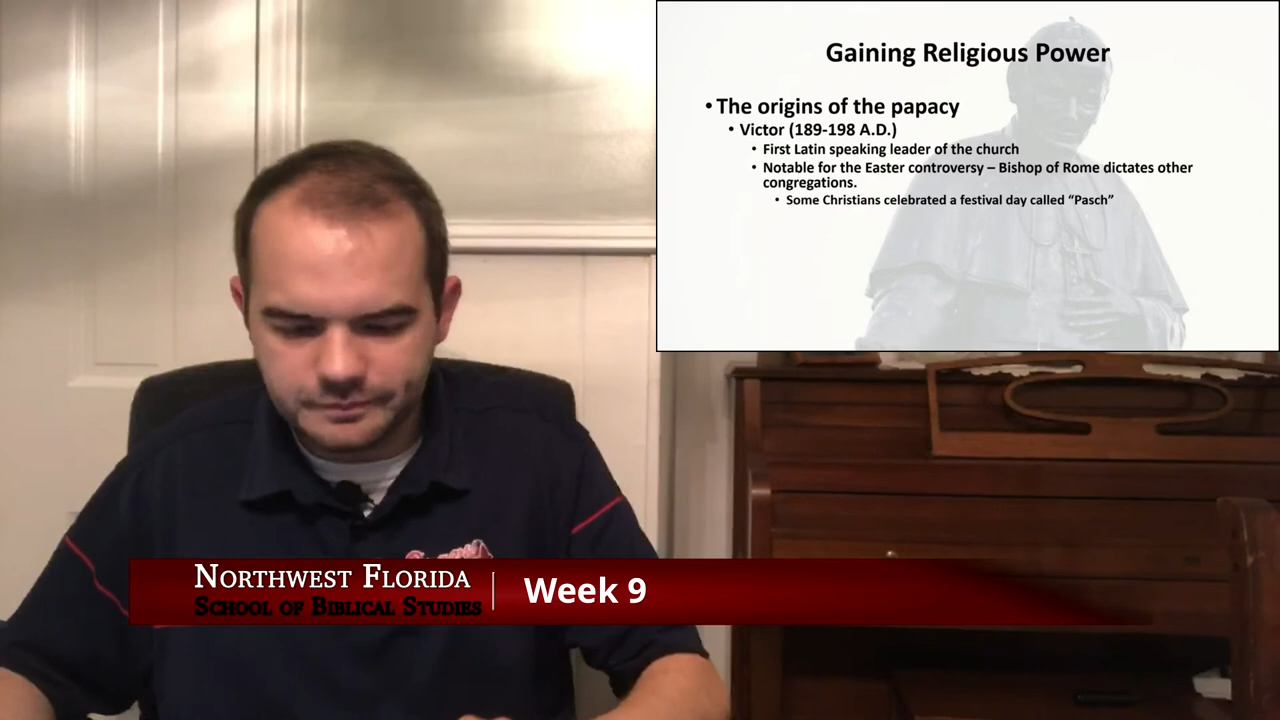 Gaining Religious Power
• The origins of the papacy
• Victor (189-198 A.D.)
• First Latin speaking leader of the church
• Notable for the Easter controversy – Bishop of Rome dictates other
congregations.
• Some Christians celebrated a festival day called “Pasch”
Northwest Florida
School of Biblical Studies
Week 9